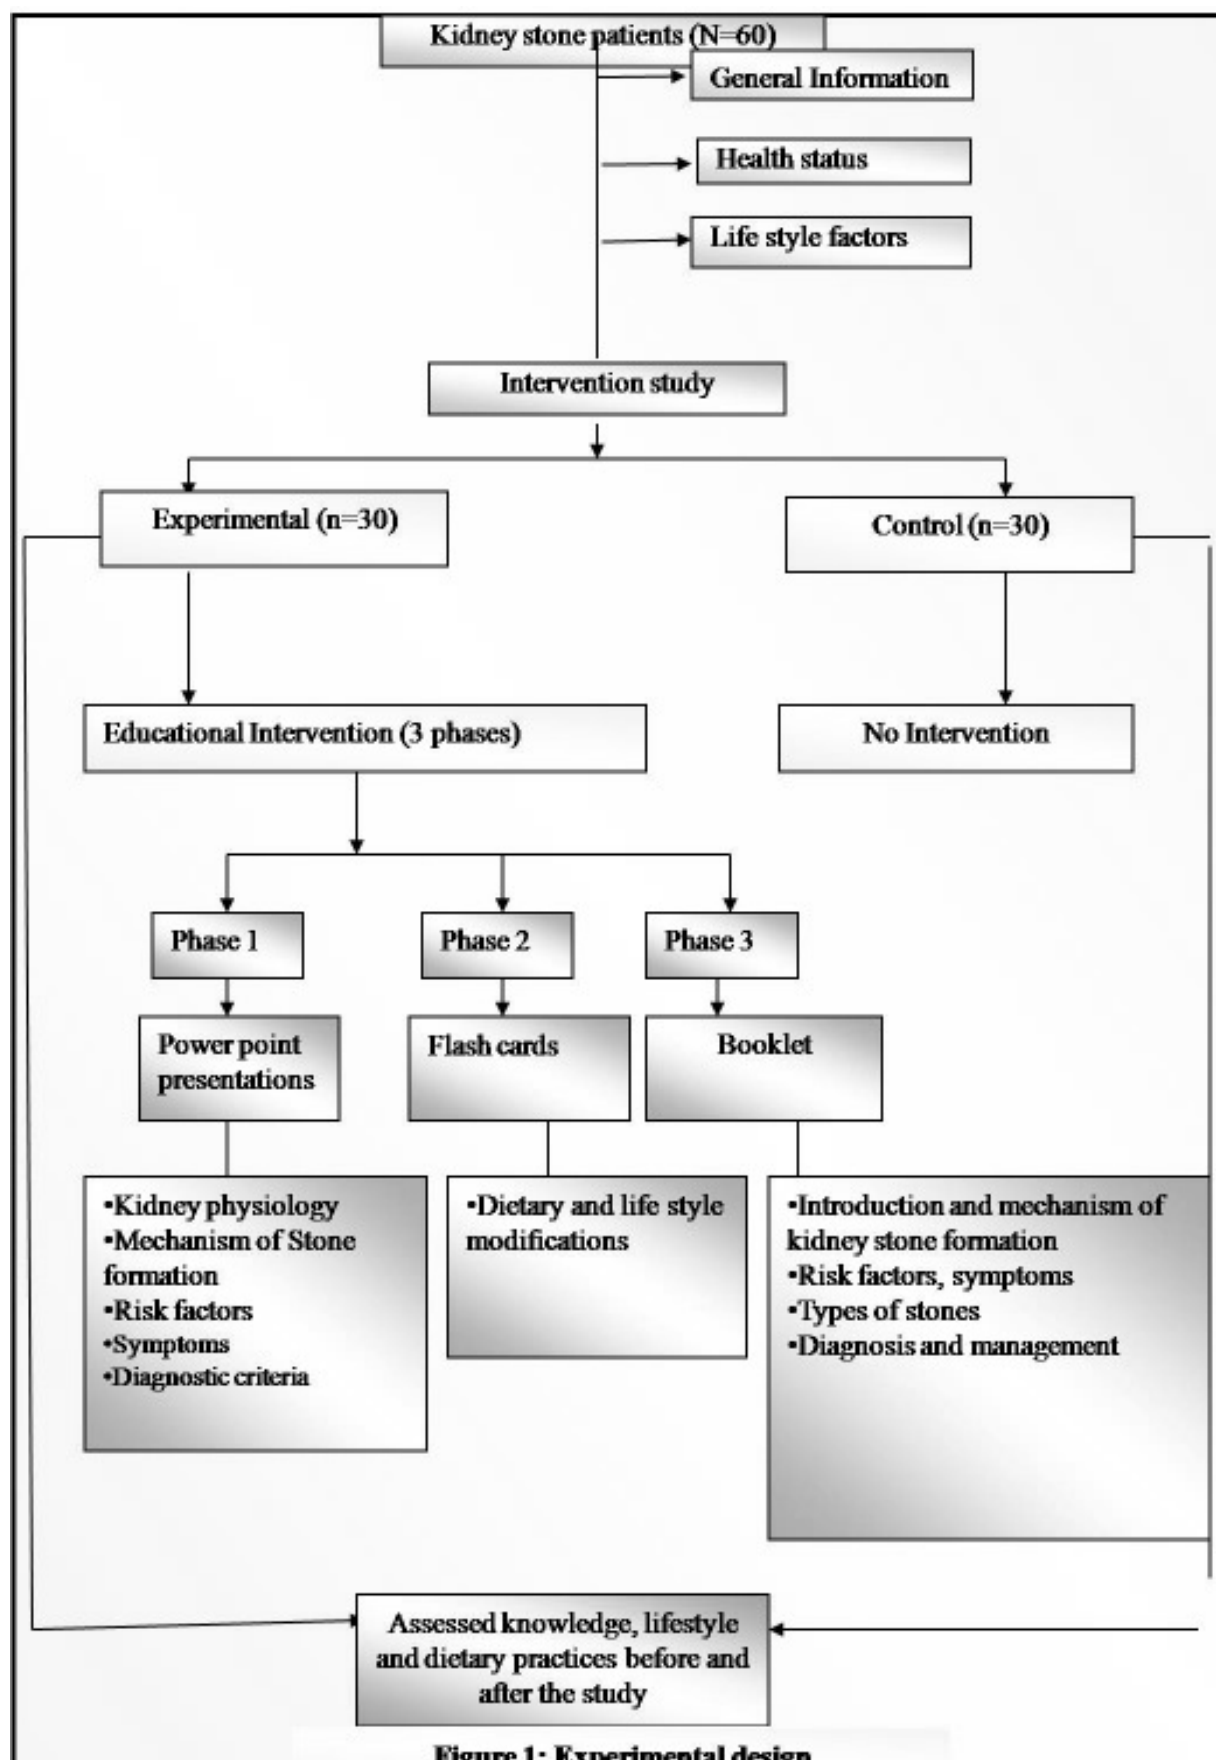 Kidney stone patients (N=60)
General Information
Health status
Life style factors
Intervention study
Experimental (n=30)
Control (n=30)
Educational Intervention (3 phases)
No Intervention
Phase 1
Phase 2
Phase 3
Power point
presentations
Flash cards
Booklet
•Kidney physiology
•Mechanism of Stone
formation
•Risk factors
•Symptoms
•Diagnostic criteria
•Dietary and life style
modifications
•Introduction and mechanism of
kidney stone formation
•Risk factors, symptoms
•Types of stones
•Diagnosis and management
Assessed knowledge, lifestyle
and dietary practices before and
after the study
Figure 1: Experimental design